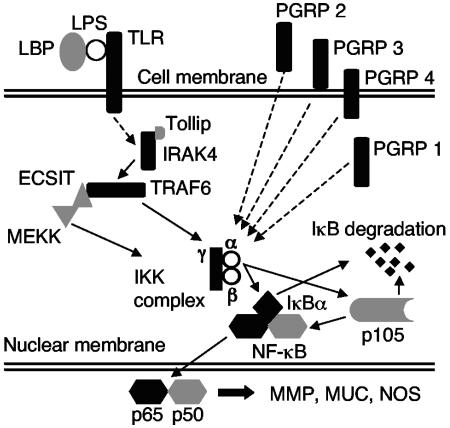 LPS
LBP
TLR
PGRP 2
PGRP 3
PGRP 4
Cell membrane
Tollip
IRAK4
PGRP 1
ECSIT
TRAF6
MEKK
γ
α
β
IKK
complex
IκB degradation
IκBα
p105
NF-κB
Nuclear membrane
p65
p50
MMP, MUC, NOS